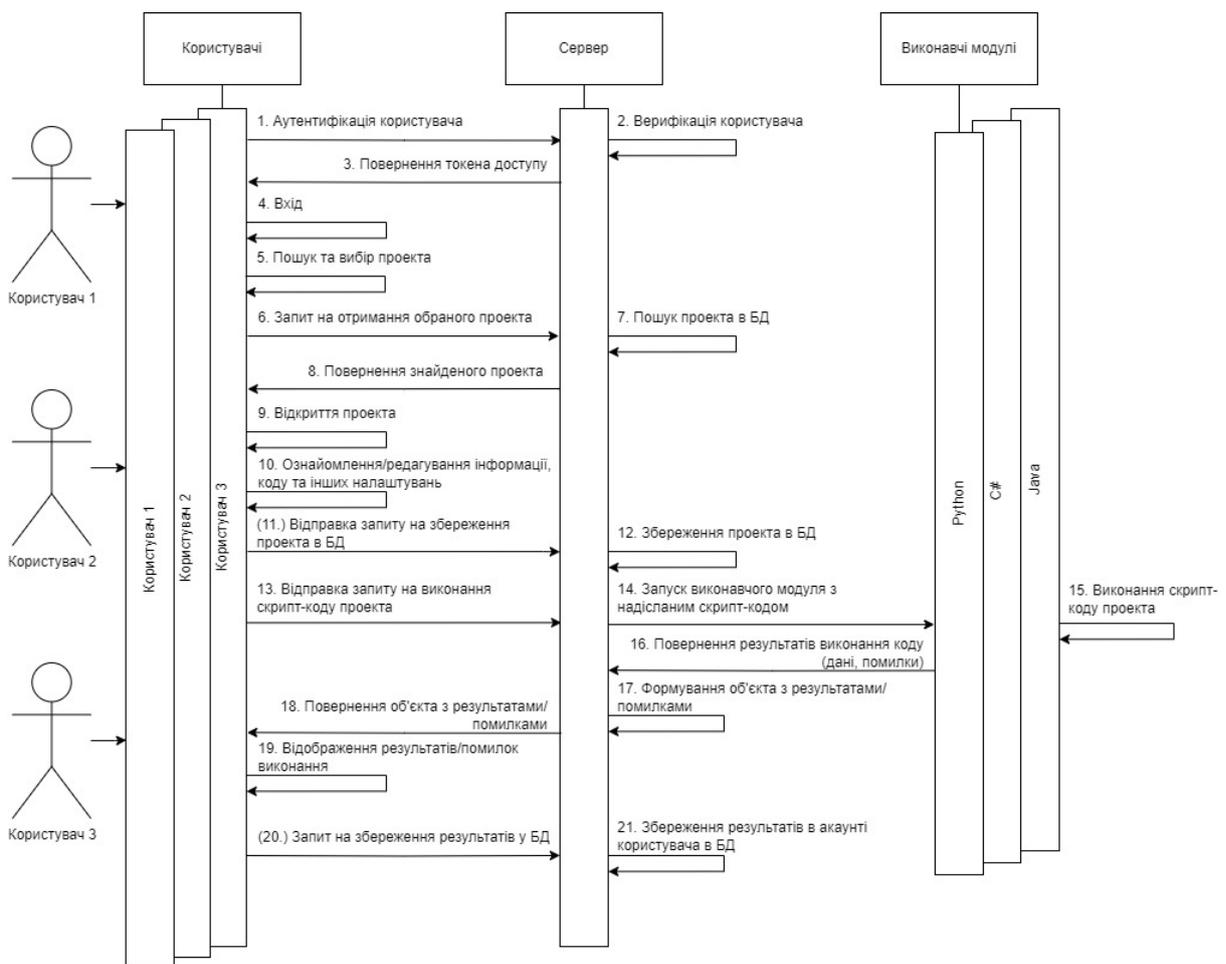 Користувачі
Сервер
Виконавчі модулі
1. Аутентифікація користувача
2. Верифікація користувача
3. Повернення токена доступу
4. Вхід
5. Пошук та вибір проекта
Користувач 1
6. Запит на отримання обраного проекта
7. Пошук проекта в БД
8. Повернення знайденого проекта
9. Відкриття проекта
10. Ознайомлення/редагування інформації,
коду та інших налаштувань
(11.) Відправка запиту на збереження
проекта в БД
12. Збереження проекта в БД
Користувач 2
Користувач 1
Користувач 2
Користувач 3
Python
C#
Java
13. Відправка запиту на виконання
скрипт-коду проекта
14. Запуск виконавчого модуля з
надісланим скрипт-кодом
15. Виконання скрипт-
коду проекта
16. Повернення результатів виконання коду
(дані, помилки)
17. Формування об'єкта з результатами/
помилками
18. Повернення об'єкта з результатами/
помилками
19. Відображення результатів/помилок
виконання
Користувач 3
(20.) Запит на збереження результатів у БД
21. Збереження результатів в акаунті
користувача в БД